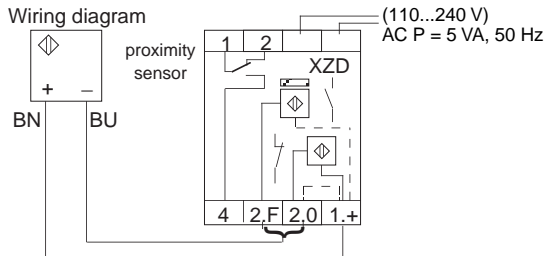 Wiring diagram
(110...240 V)
AC P = 5 VA, 50 Hz
proximity
sensor
1 2
XZD
+ –
BN BU
4 2.F 2.0 1.+